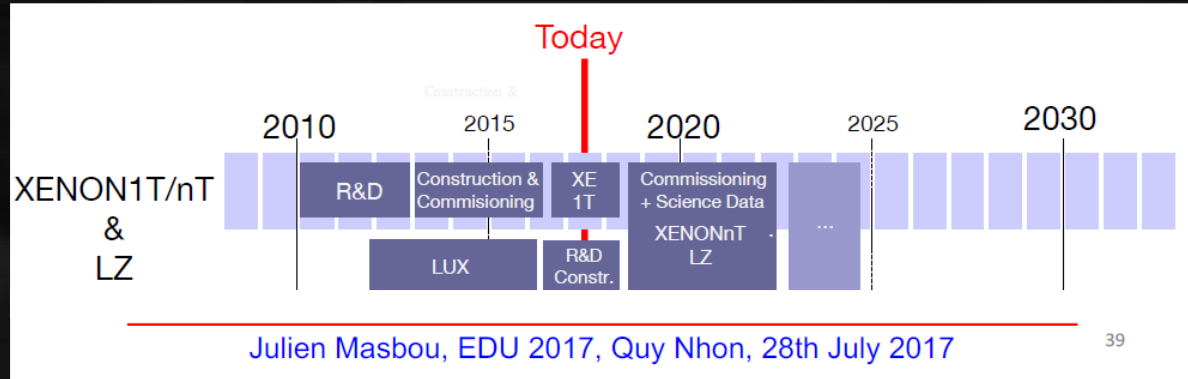 Today
Construction &
2010
2015
2020
2025
2030
XENON1T/nT
&
LZ
R&D
Construction &
Commisioning
XE
1T
Commissioning
+ Science Data
XENONnT
LZ
.
...
LUX
R&D
Constr.
Julien Masbou, EDU 2017, Quy Nhon, 28th July 2017
39